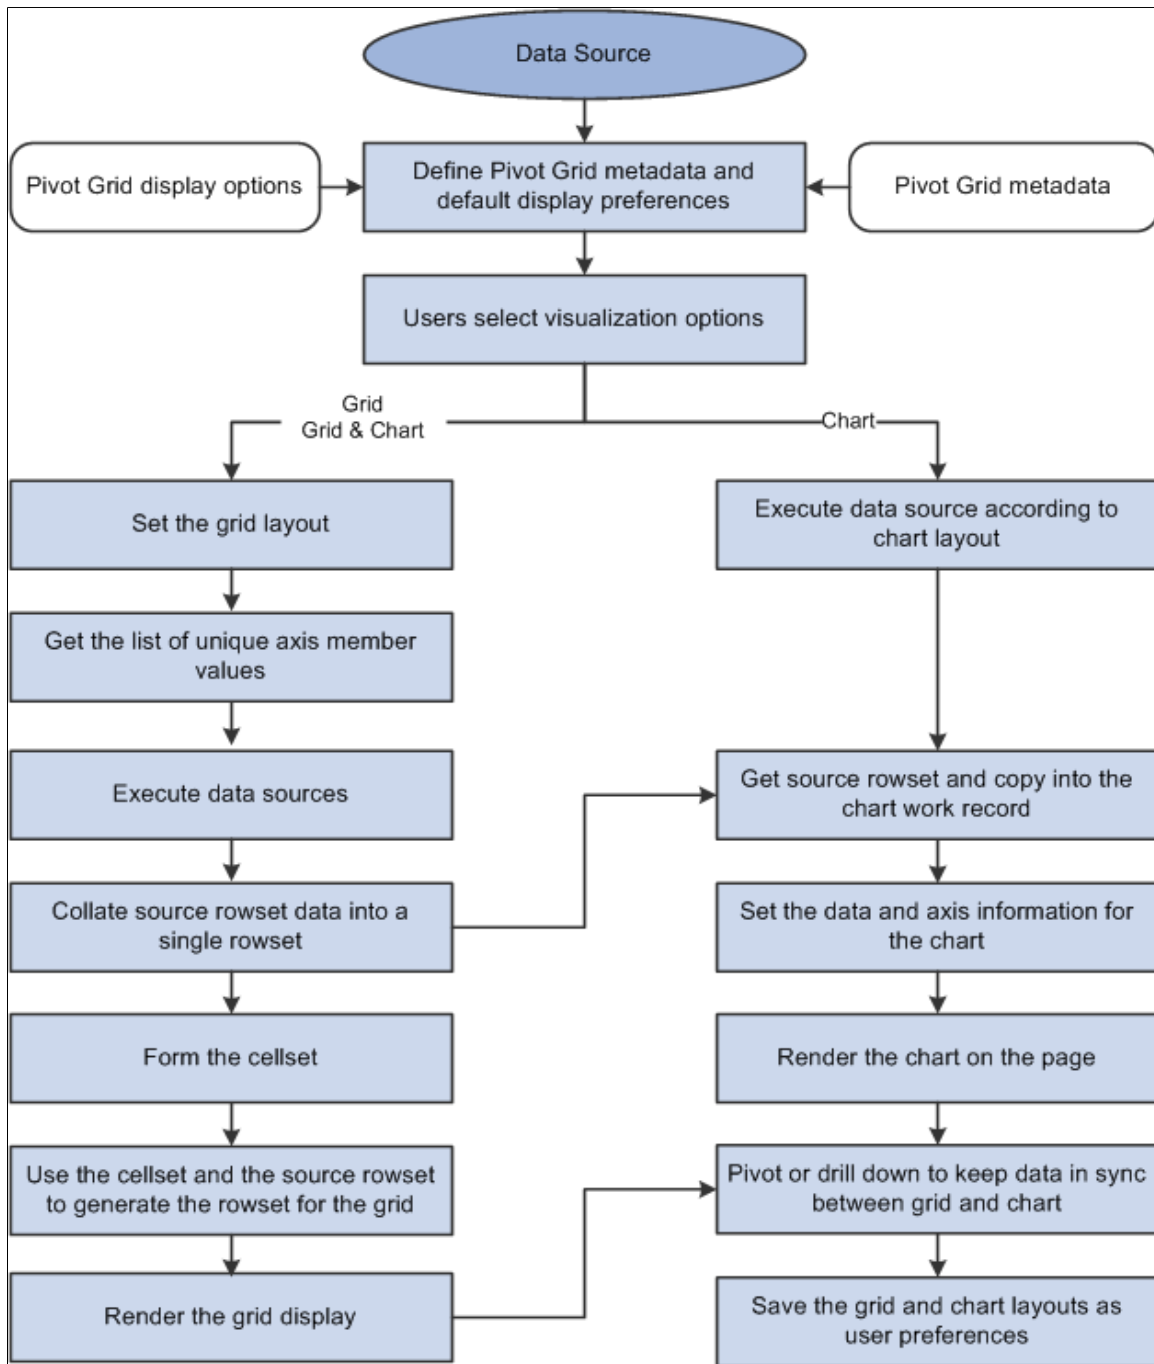 Data Source
Pivot Grid display options
Define Pivot Grid metadata and
default display preferences
Pivot Grid metadata
Users select visualization options
Grid
Grid & Chart
Chart
Set the grid layout
Execute data source according to
chart layout
Get the list of unique axis member
values
Execute data sources
Get source rowset and copy into the
chart work record
Collate source rowset data into a
single rowset
Set the data and axis information for
the chart
Form the cellset
Render the chart on the page
Use the cellset and the source rowset
to generate the rowset for the grid
Pivot or drill down to keep data in sync
between grid and chart
Render the grid display
Save the grid and chart layouts as
user preferences